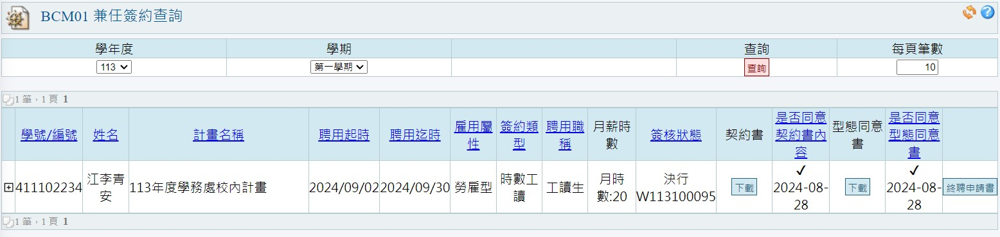 BCM01 兼任簽約查詢
學年度 學期 查詢 每頁筆數
113 第一學期 查詢 10
1 筆，1 頁 1
學號/編號 姓名 計畫名稱 聘用起時 聘用迄時 雇用屬性 簽約類型 聘用職稱 月薪時數 簽核狀態 契約書 是否同意契約書內容 型態同意書 是否同意型態同意書
411102234 江李青安 113年度學務處校內計畫 2024/09/02 2024/09/30 勞雇型 時數工讀 工讀生 月時數:20 決行 W113100095 下載 ✓ 2024-08-28 下載 ✓ 2024-08-28 終聘申請書
1 筆，1 頁 1